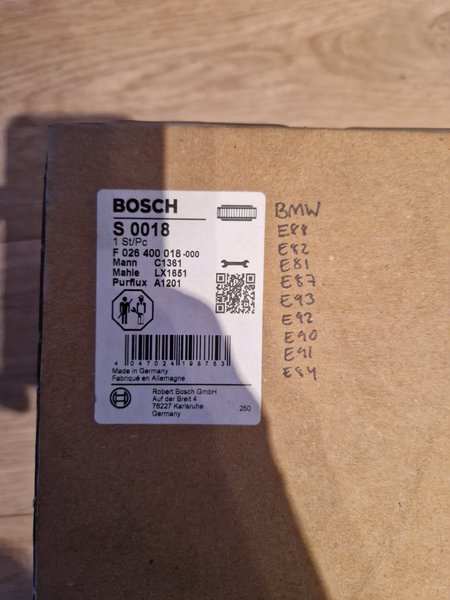 BOSCH
S 0018
1 St/Pc
F 026 400 018-000
Mann C1361
Mahle LX1651
Purflux A1201
4 047024 198753
Made in Germany
Fabriqué en Allemagne
Robert Bosch GmbH
Auf der Breit 4
76227 Karlsruhe
Germany
250
BMW
E88
E82
E81
E87
E93
E92
E90
E91
E84